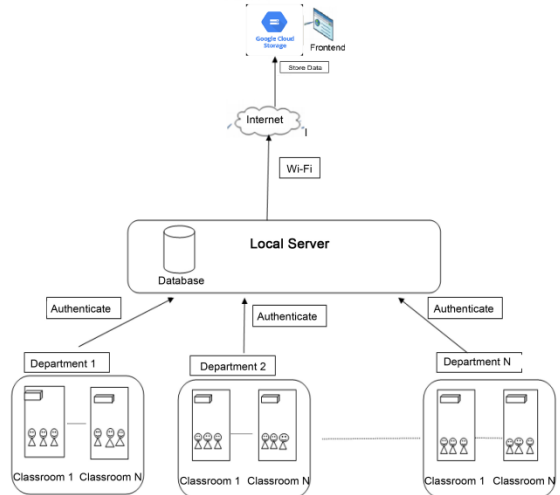 Google Cloud
Storage
Frontend
Store Data
Internet
Wi-Fi
Local Server
Database
Authenticate
Authenticate
Authenticate
Department 1
Department 2
Department N
Classroom 1
Classroom N
Classroom 1
Classroom N
Classroom 1
Classroom N